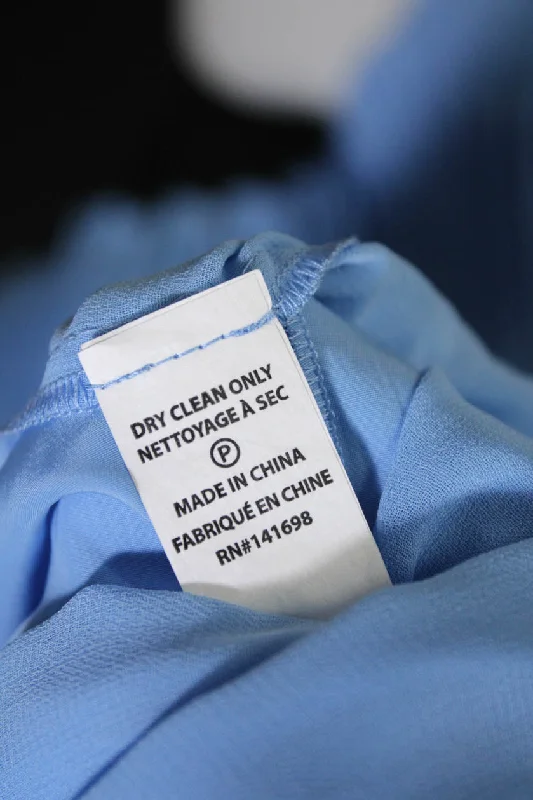 DRY CLEAN ONLY
NETTOYAGE À SEC
P
MADE IN CHINA
FABRIQUÉ EN CHINE
RN#141698